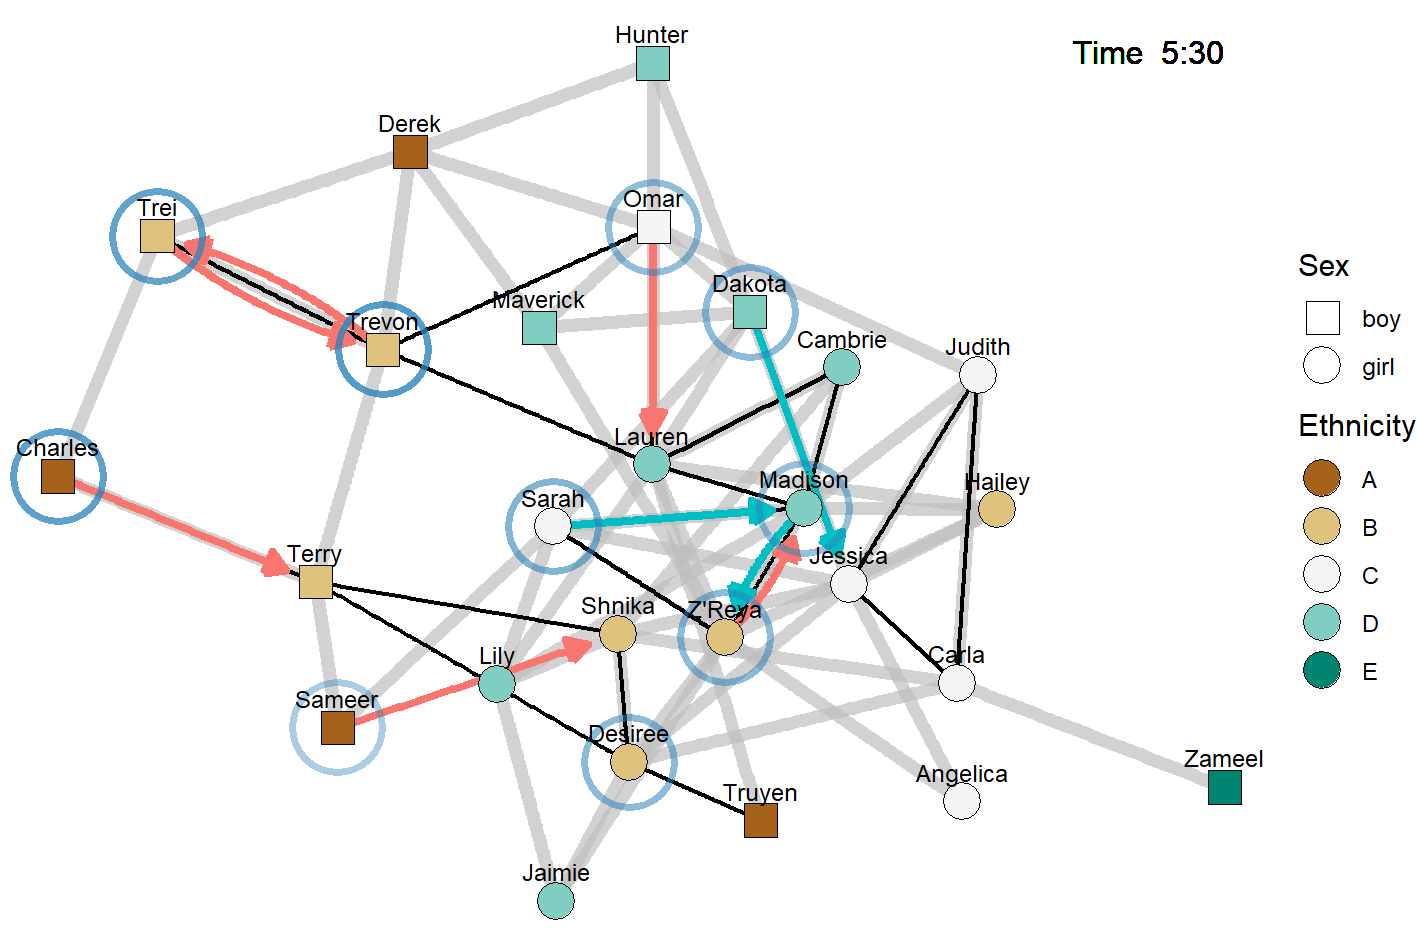 Hunter
Time 5:30
Derek
Trei
Omar
Sex
Dakota
Maverick
boy
Trevon
Cambrie
Judith
girl
Ethnicity
Lauren
Charles
Madison
Hailey
A
Sarah
B
Terry
Jessica
C
Shnika
Z'Reya
D
Lily
Carla
E
Sameer
Desiree
Zameel
Angelica
Truyen
Jaimie